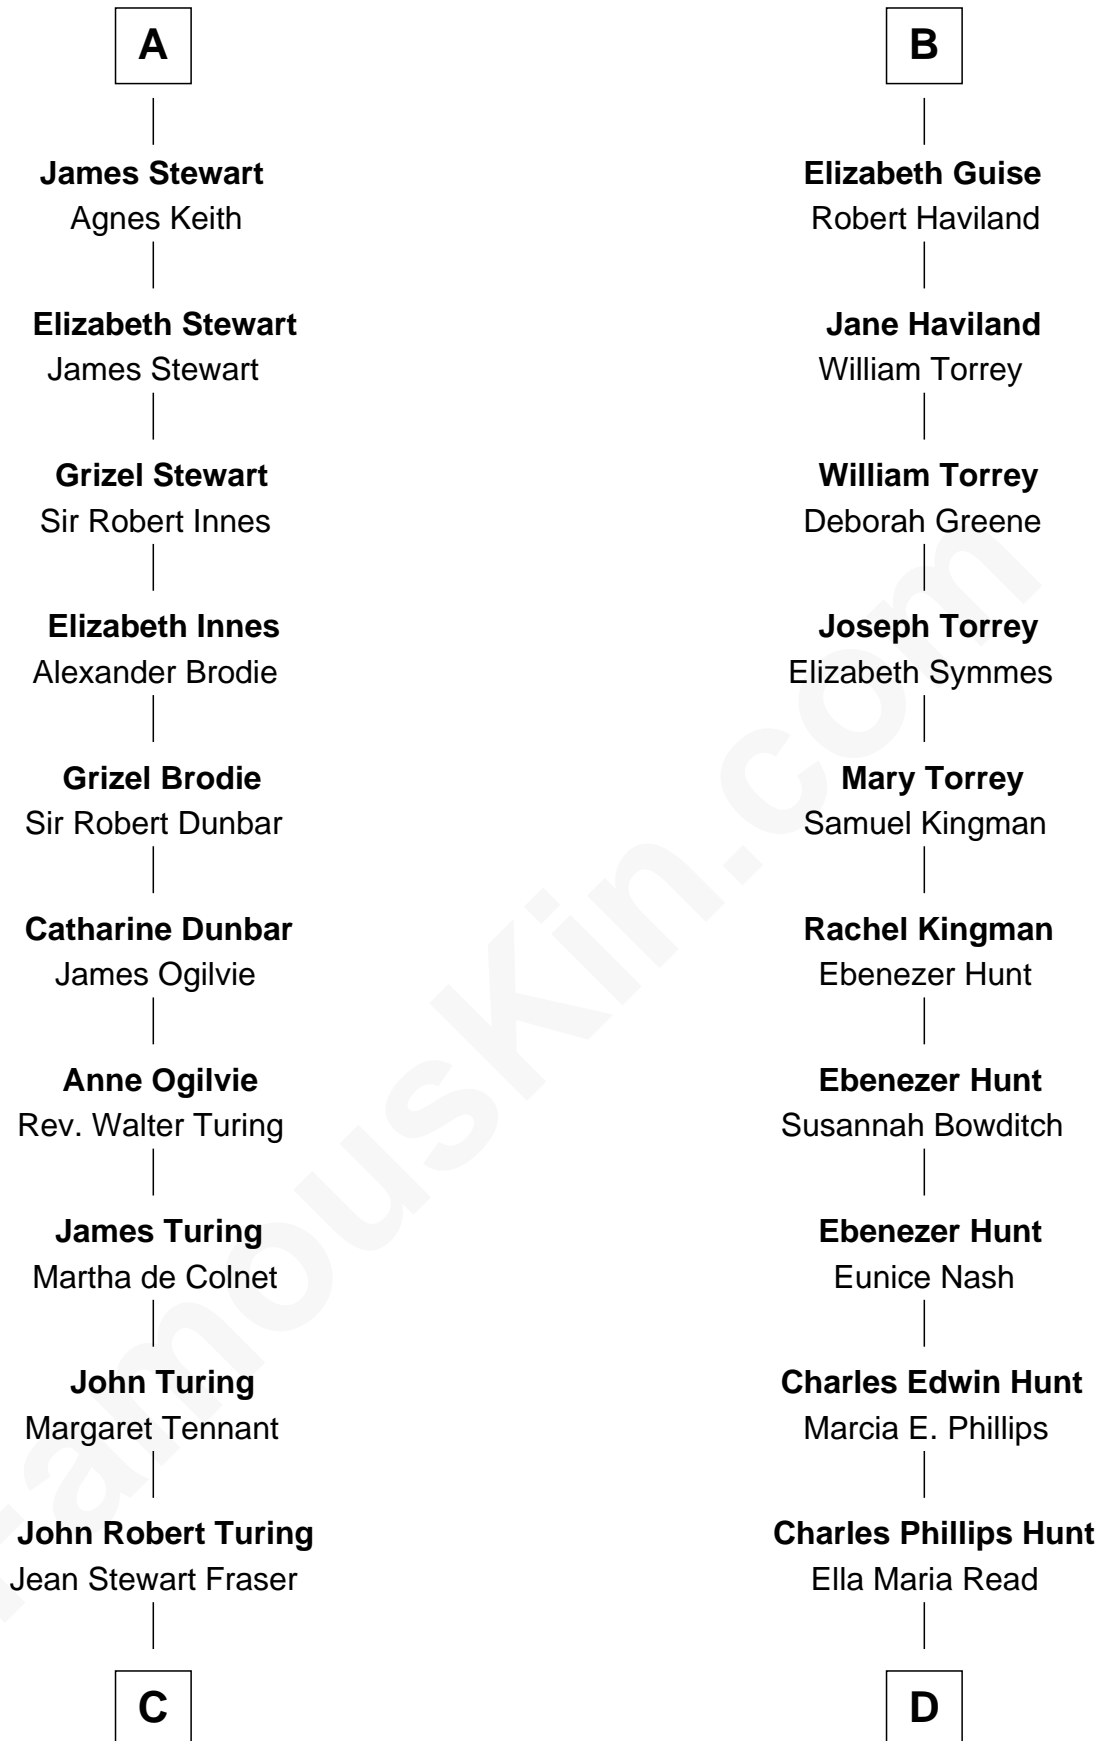 A
James Stewart
Agnes Keith
Elizabeth Stewart
James Stewart
Grizel Stewart
Sir Robert Innes
Elizabeth Innes
Alexander Brodie
Grizel Brodie
Sir Robert Dunbar
Catharine Dunbar
James Ogilvie
Anne Ogilvie
Rev. Walter Turing
James Turing
Martha de Colnet
John Turing
Margaret Tennant
John Robert Turing
Jean Stewart Fraser
C
B
Elizabeth Guise
Robert Haviland
Jane Haviland
William Torrey
William Torrey
Deborah Greene
Joseph Torrey
Elizabeth Symmes
Mary Torrey
Samuel Kingman
Rachel Kingman
Ebenezer Hunt
Ebenezer Hunt
Susannah Bowditch
Ebenezer Hunt
Eunice Nash
Charles Edwin Hunt
Marcia E. Phillips
Charles Phillips Hunt
Ella Maria Read
D
FamousKin.com